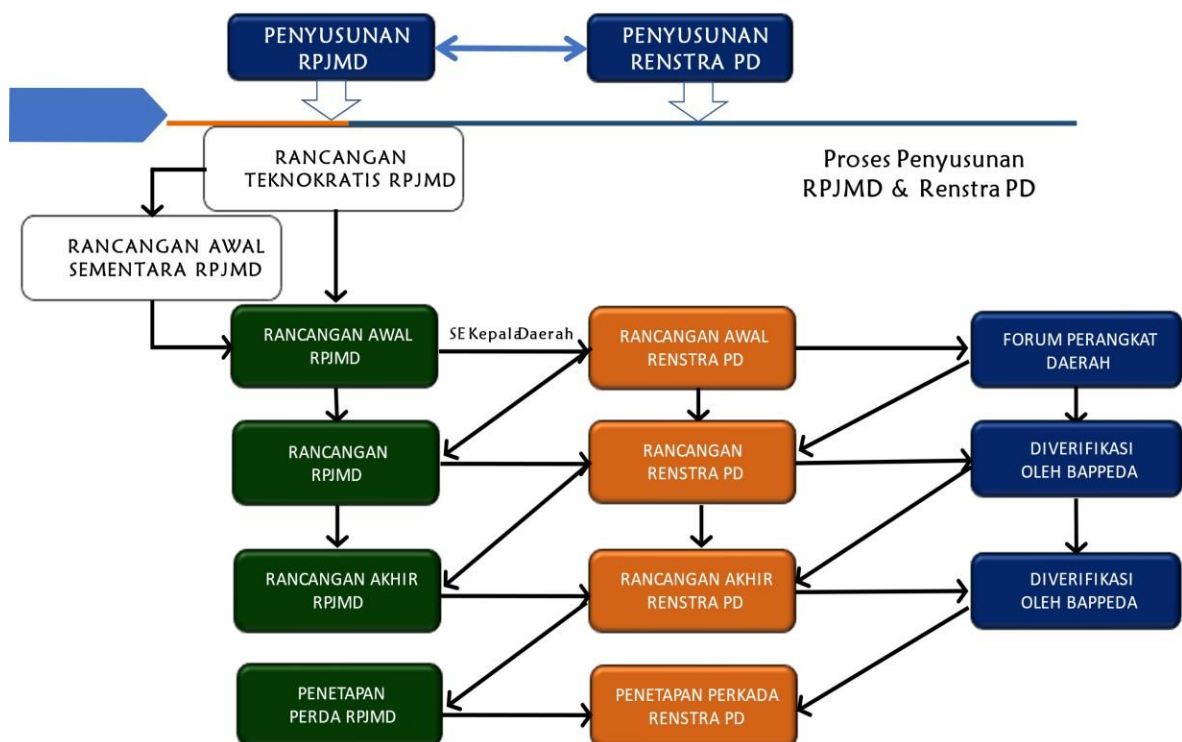 PENYUSUNAN
RPJMD
PENYUSUNAN
RENSTRA PD
RANCANGAN
TEKNOKRATIS RPJMD
Proses Penyusunan
RPJMD & Renstra PD
RANCANGAN AWAL
SEMENTARA RPJMD
RANCANGAN AWAL
RPJMD
SE Kepala Daerah
RANCANGAN AWAL
RENSTRA PD
FORUM PERANGKAT
DAERAH
RANCANGAN
RPJMD
RANCANGAN
RENSTRA PD
DIVERIFIKASI
OLEH BAPPEDA
RANCANGAN AKHIR
RPJMD
RANCANGAN AKHIR
RENSTRA PD
DIVERIFIKASI
OLEH BAPPEDA
PENETAPAN
PERDA RPJMD
PENETAPAN PERKADA
RENSTRA PD